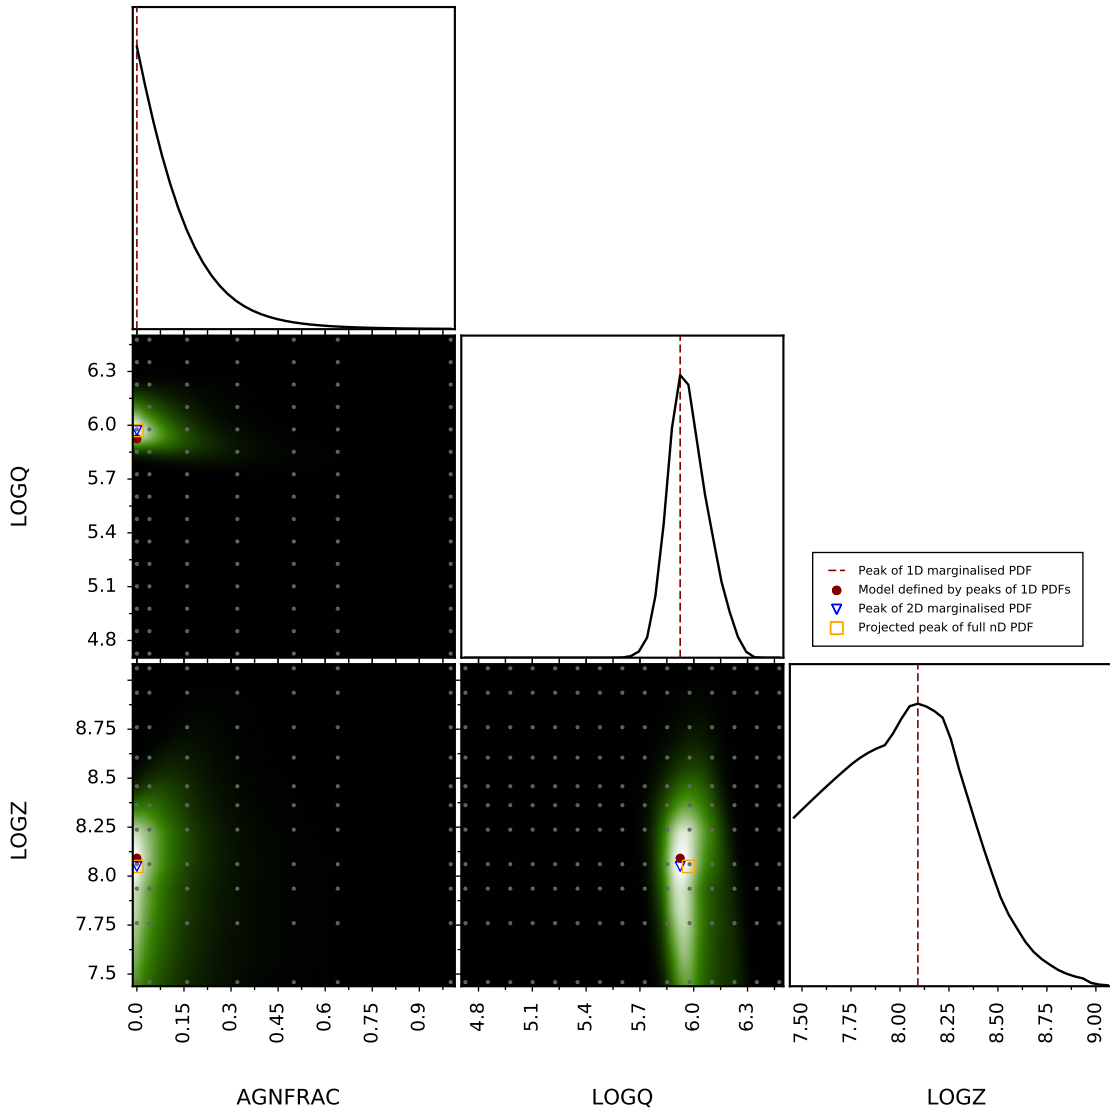 6.3
6.0
5.7
5.4
5.1
4.8
LOGQ
Peak of 1D marginalised PDF
Model defined by peaks of 1D PDFs
Peak of 2D marginalised PDF
Projected peak of full nD PDF
8.75
8.5
8.25
8.0
7.75
7.5
LOGZ
0.0 0.15 0.3 0.45 0.6 0.75 0.9
4.8 5.1 5.4 5.7 6.0 6.3
7.50 7.75 8.00 8.25 8.50 8.75 9.00
AGNFRAC LOGQ LOGZ